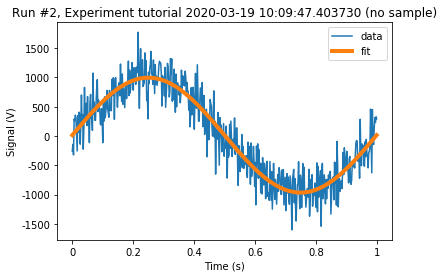 Run #2, Experiment tutorial 2020-03-19 10:09:47.403730 (no sample)
data
fit
1500
1000
500
0
-500
-1000
-1500
Signal (V)
0 0.2 0.4 0.6 0.8 1
Time (s)